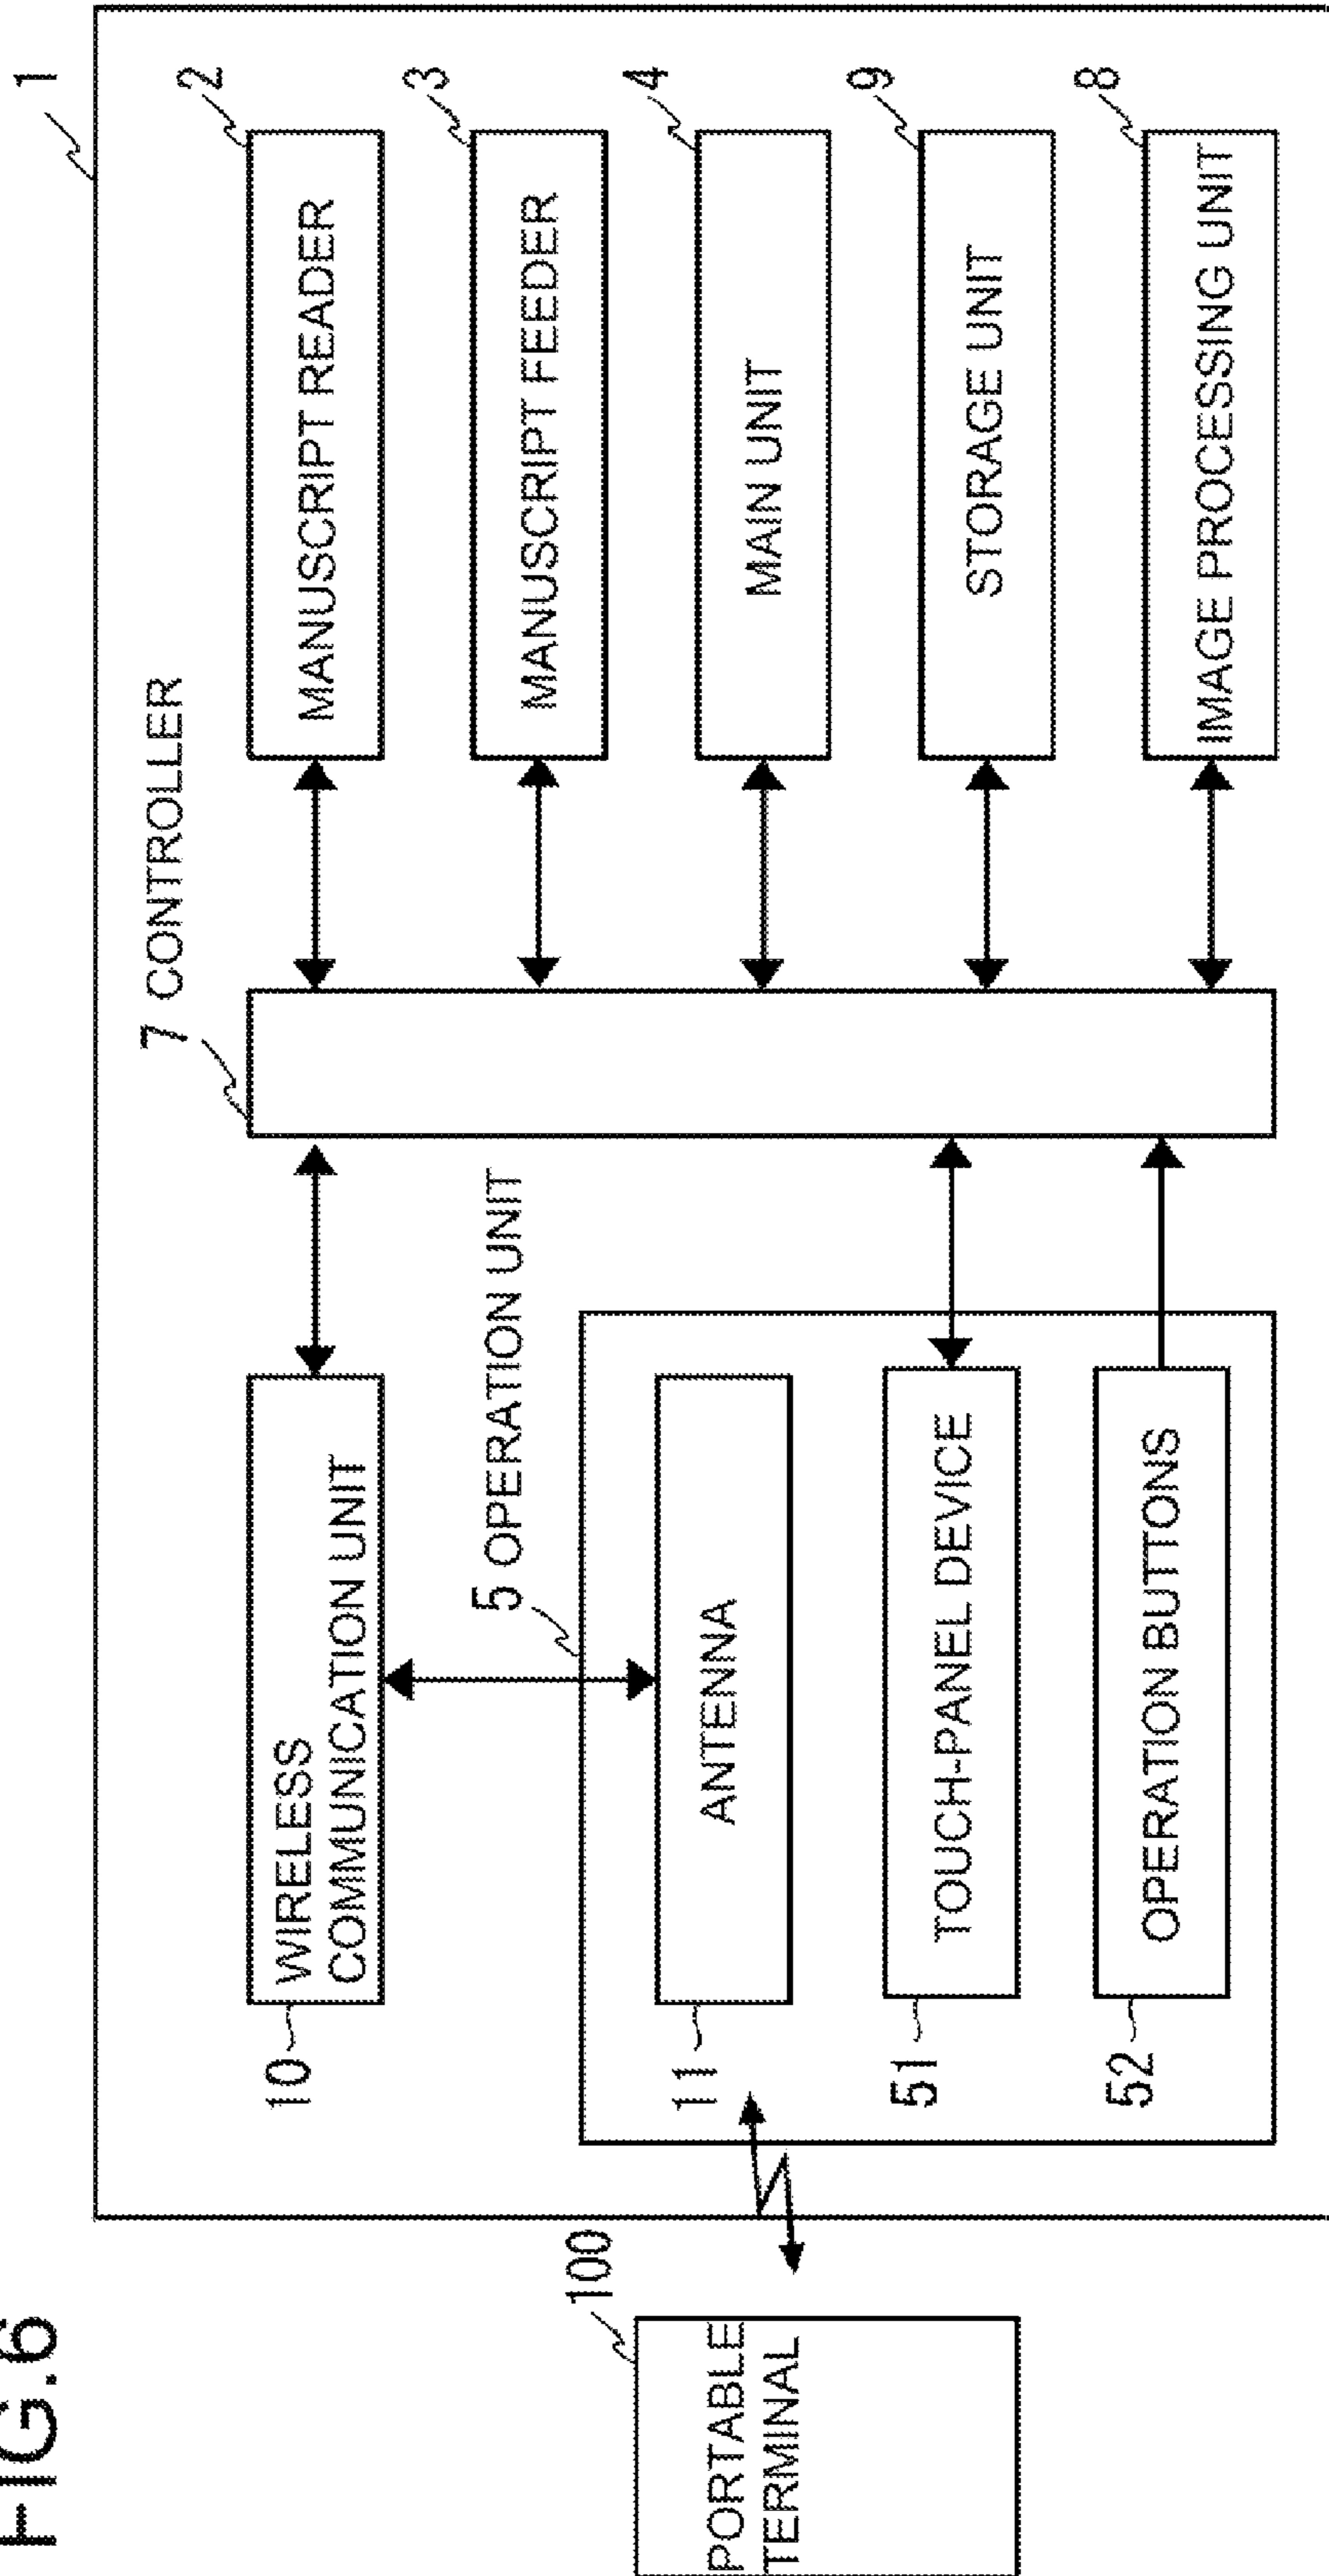 FIG.6
1
7 CONTROLLER
10
WIRELESS
COMMUNICATION UNIT
2
MANUSCRIPT READER
5 OPERATION UNIT
3
MANUSCRIPT FEEDER
100
PORTABLE
TERMINAL
11
ANTENNA
4
MAIN UNIT
51
TOUCH-PANEL DEVICE
9
STORAGE UNIT
52
OPERATION BUTTONS
8
IMAGE PROCESSING UNIT